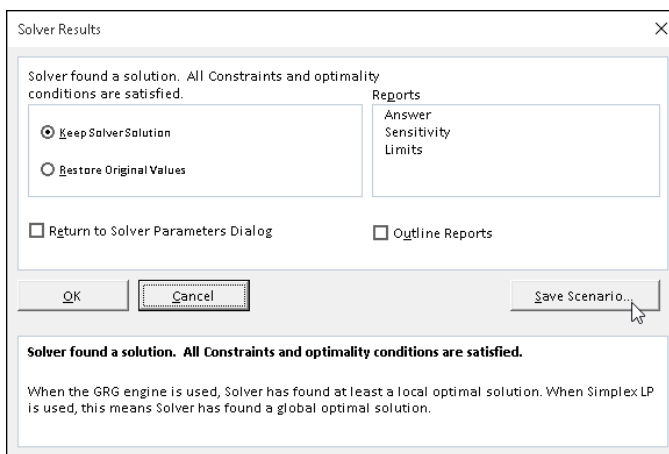 Solver Results
Solver found a solution. All Constraints and optimality
conditions are satisfied.
Reports
Keep Solver Solution
Restore Original Values
Answer
Sensitivity
Limits
Return to Solver Parameters Dialog
Outline Reports
OK
Cancel
Save Scenario...
Solver found a solution. All Constraints and optimality conditions are satisfied.
When the GRG engine is used, Solver has found at least a local optimal solution. When Simplex LP
is used, this means Solver has found a global optimal solution.